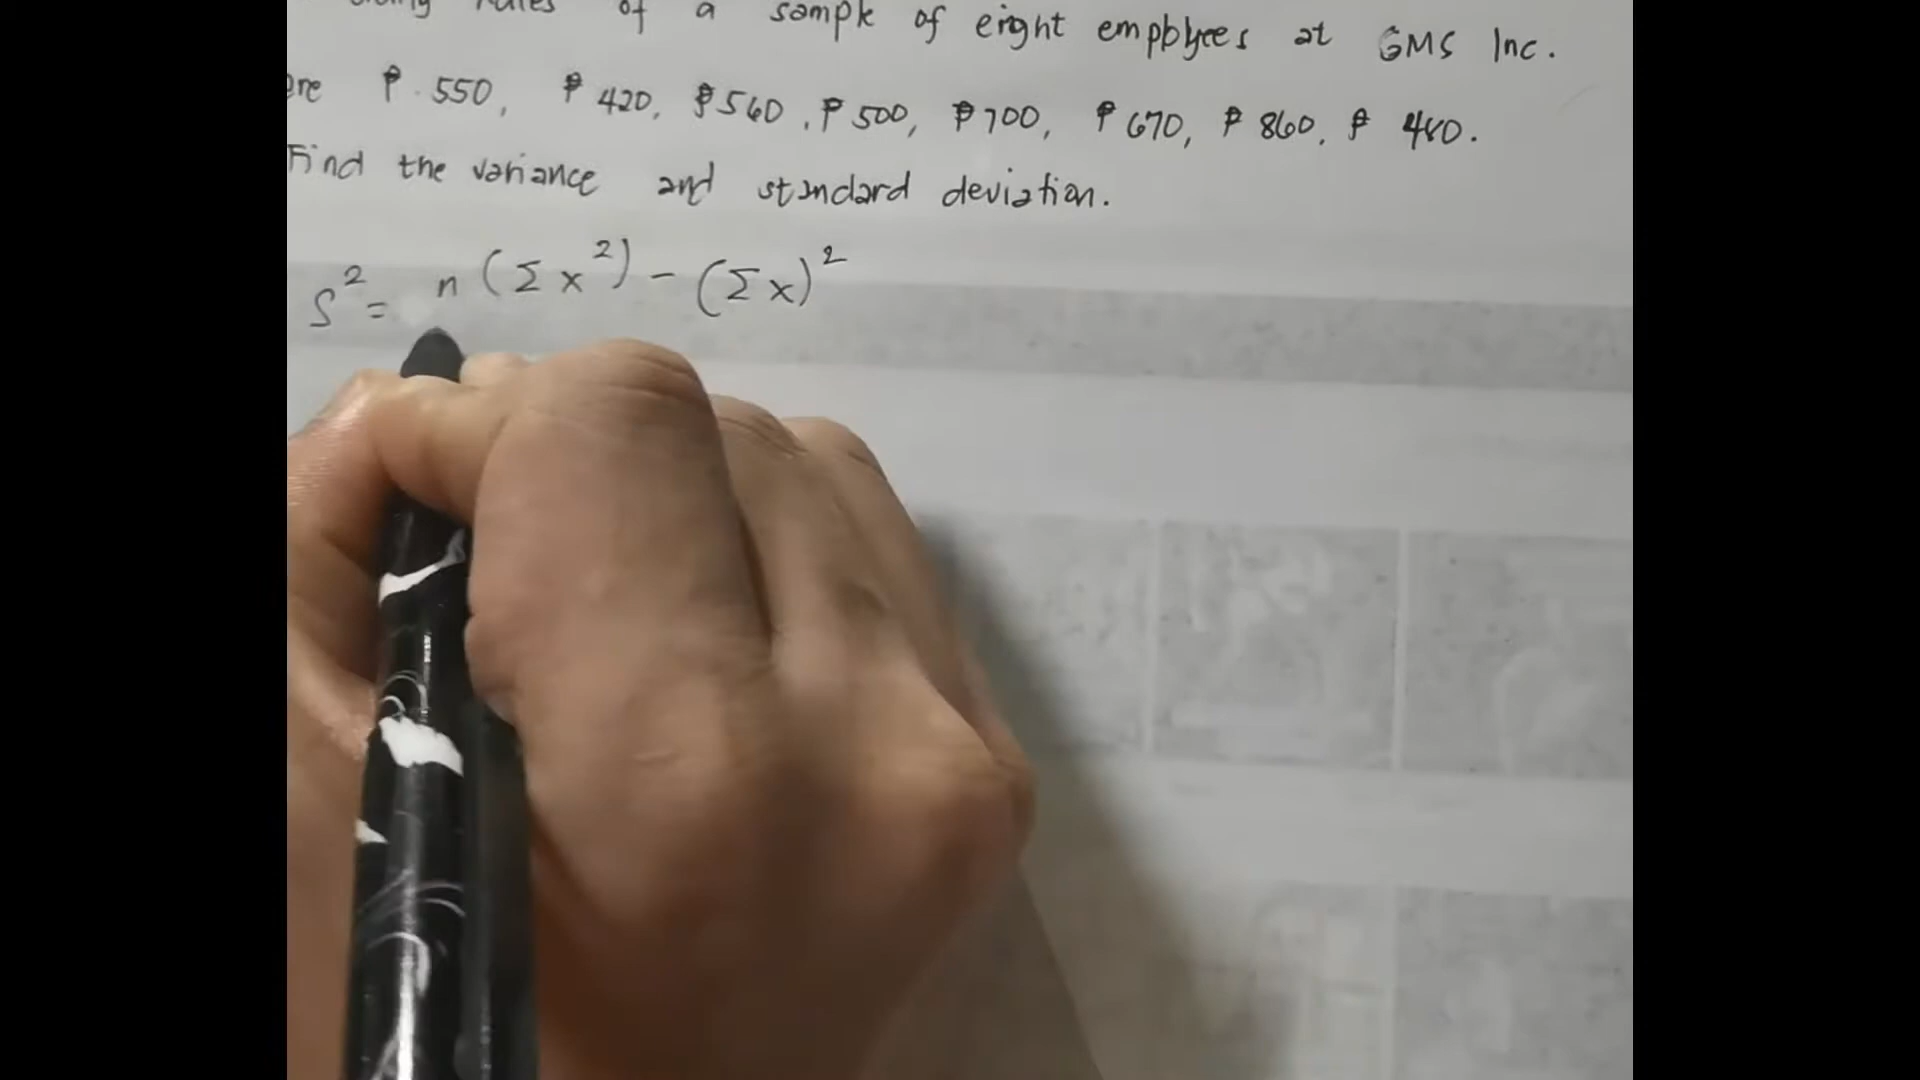 of a sample of eight employees at GMS Inc.
₱ 550, ₱ 420, ₱ 560, ₱ 500, ₱ 700, ₱ 670, ₱ 860, ₱ 480.
Find the variance and standard deviation.
S² = n (Σx²) - (Σx)²